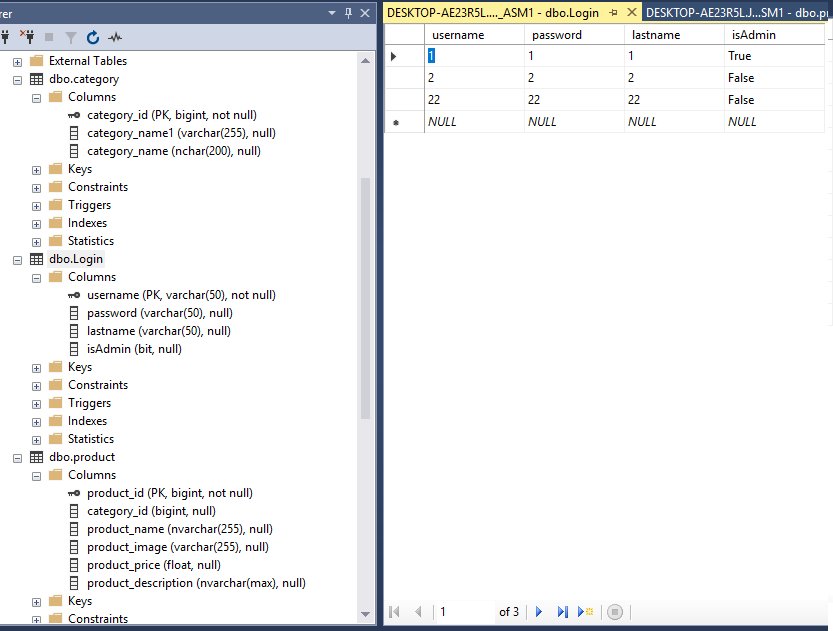 rer
External Tables
dbo.category
Columns
category_id (PK, bigint, not null)
category_name1 (varchar(255), null)
category_name (nchar(200), null)
Keys
Constraints
Triggers
Indexes
Statistics
dbo.Login
Columns
username (PK, varchar(50), not null)
password (varchar(50), null)
lastname (varchar(50), null)
isAdmin (bit, null)
Keys
Constraints
Triggers
Indexes
Statistics
dbo.product
Columns
product_id (PK, bigint, not null)
category_id (bigint, null)
product_name (nvarchar(255), null)
product_image (varchar(255), null)
product_price (float, null)
product_description (nvarchar(max), null)
Keys
Constraints
DESKTOP-AE23R5L...._ASM1 - dbo.Login DESKTOP-AE23R5LJ...SM1 - dbo.p
username password lastname isAdmin
1 1 1 True
2 2 2 False
22 22 22 False
NULL NULL NULL NULL
1 of 3